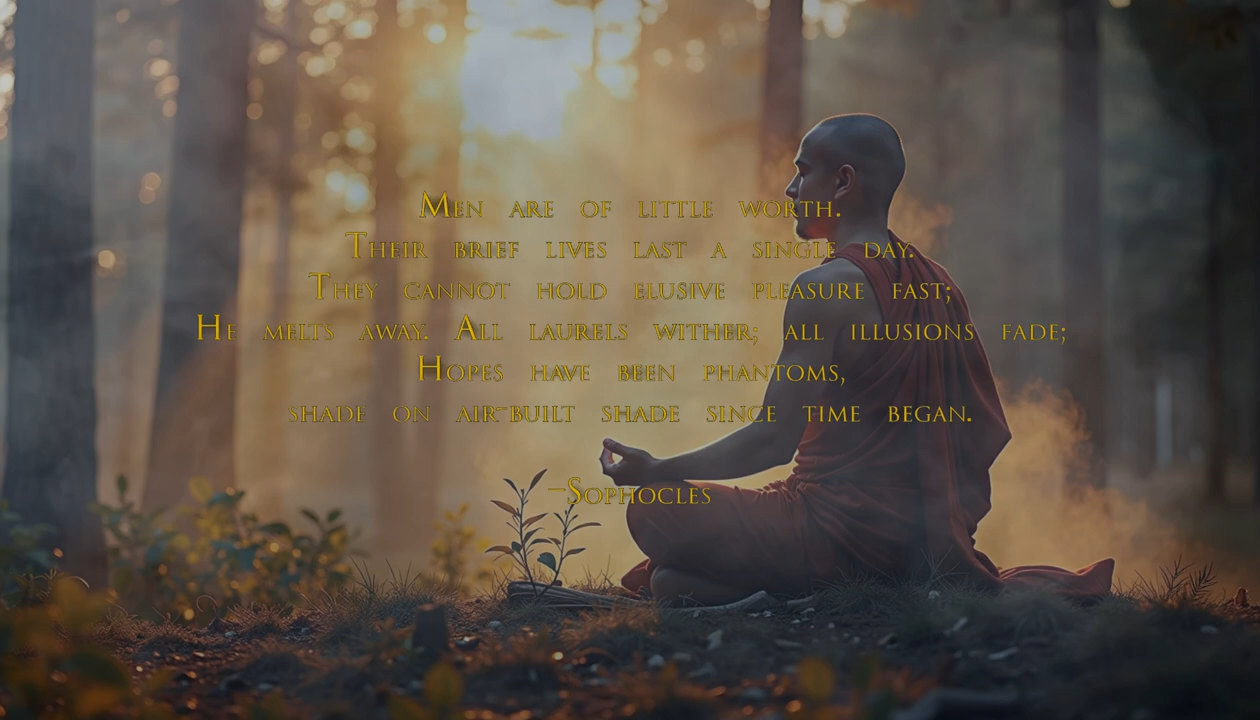 Men are of little worth.
Their brief lives last a single day.
They cannot hold elusive pleasure fast;
He melts away. All laurels wither; all illusions fade;
Hopes have been phantoms,
shade on air-built shade since time began.
-Sophocles